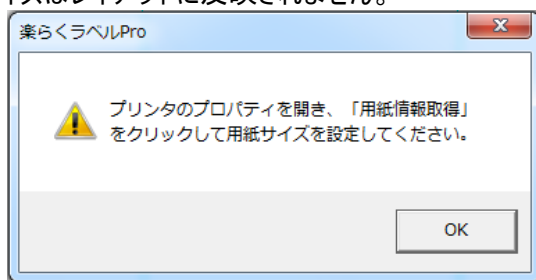 楽らくラベルPro
プリンタのプロパティを開き、「用紙情報取得」
をクリックして用紙サイズを設定してください。
OK